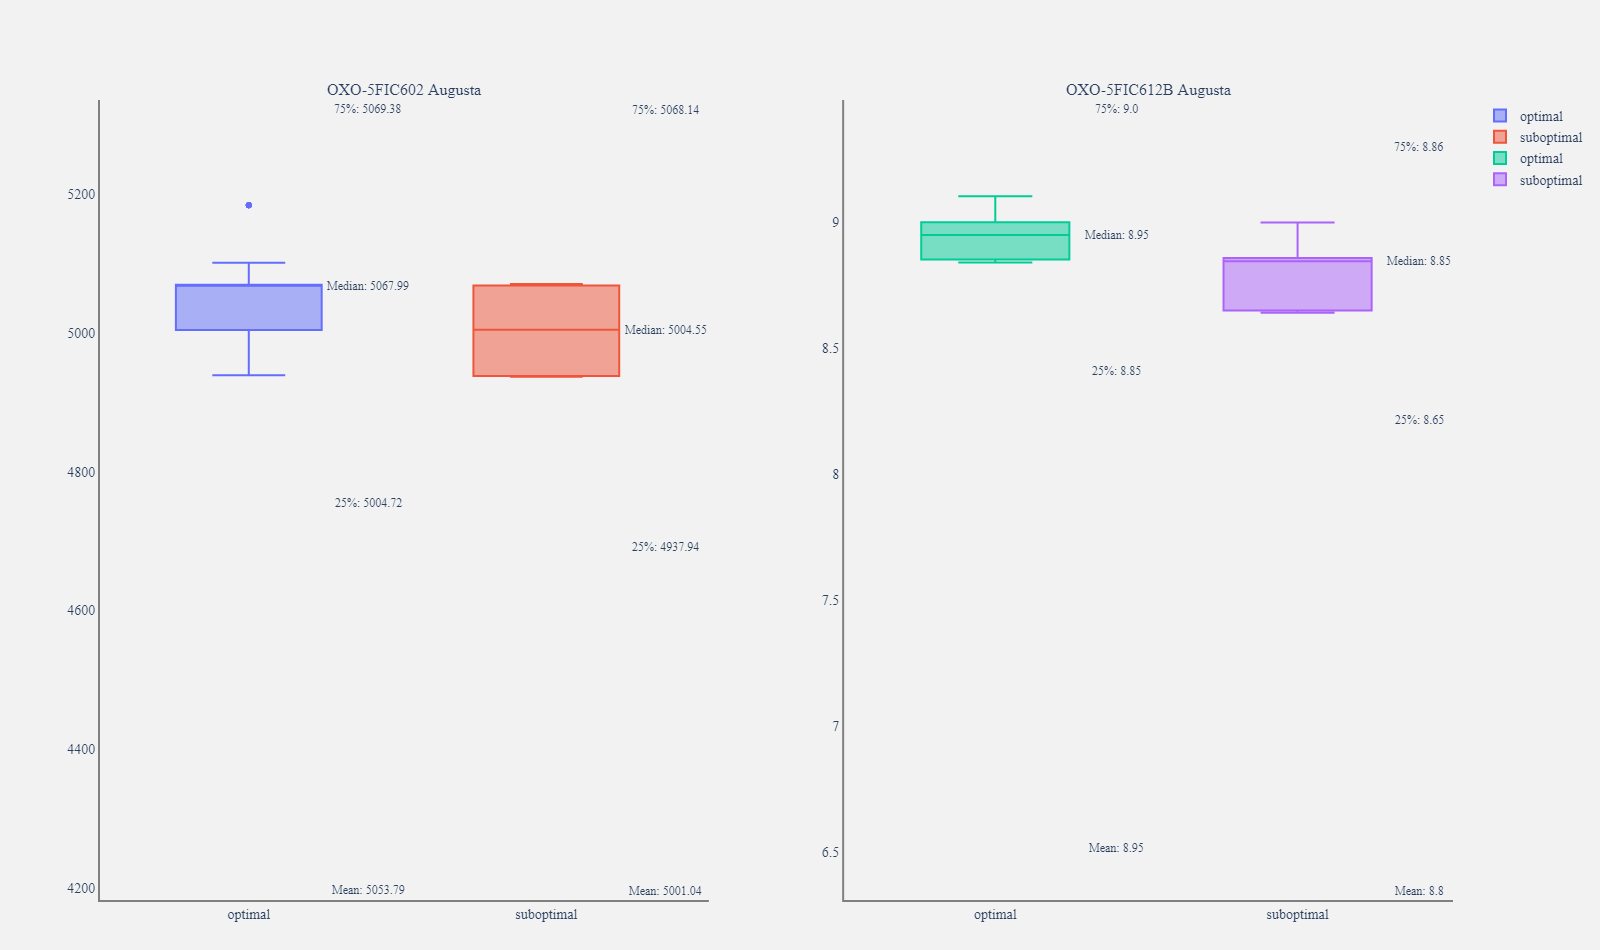 OXO-5FIC602 Augusta
75%: 5069.38
75%: 5068.14
5200
Median: 5067.99
5000
Median: 5004.55
4800
25%: 5004.72
25%: 4937.94
4600
4400
4200
Mean: 5053.79
Mean: 5001.04
optimal
suboptimal
OXO-5FIC612B Augusta
75%: 9.0
75%: 8.86
9
Median: 8.95
Median: 8.85
8.5
25%: 8.85
25%: 8.65
8
7.5
7
6.5
Mean: 8.95
Mean: 8.8
optimal
suboptimal
optimal
suboptimal
optimal
suboptimal